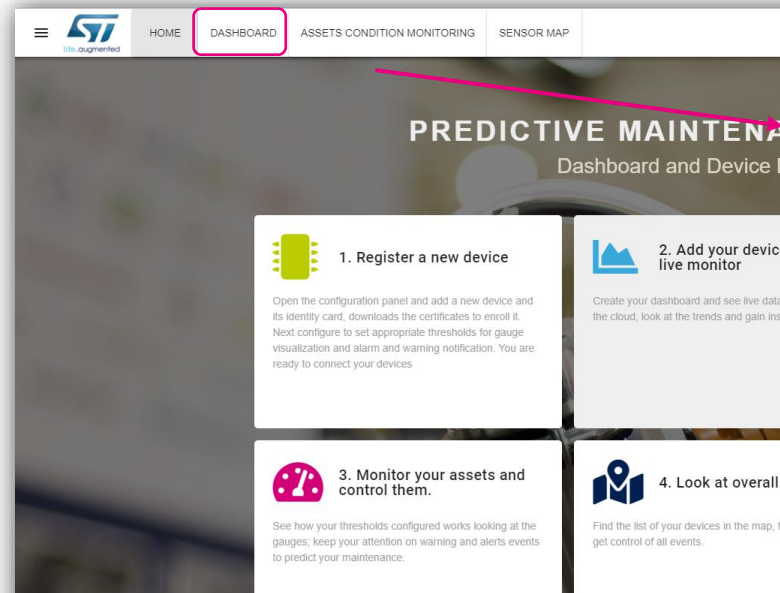 life.augmented
HOME
DASHBOARD
ASSETS CONDITION MONITORING
SENSOR MAP
PREDICTIVE MAINTENA
Dashboard and Device
1. Register a new device
Open the configuration panel and add a new device and
its identity card, downloads the certificates to enroll it.
Next configure to set appropriate thresholds for gauge
visualization and alarm and warning notification. You are
ready to connect your devices
2. Add your devic
live monitor
Create your dashboard and see live data
the cloud, look at the trends and gain ins
3. Monitor your assets and
control them.
See how your thresholds configured works looking at the
gauges; keep your attention on warning and alerts events
to predict your maintenance.
4. Look at overall
Find the list of your devices in the map,
get control of all events.